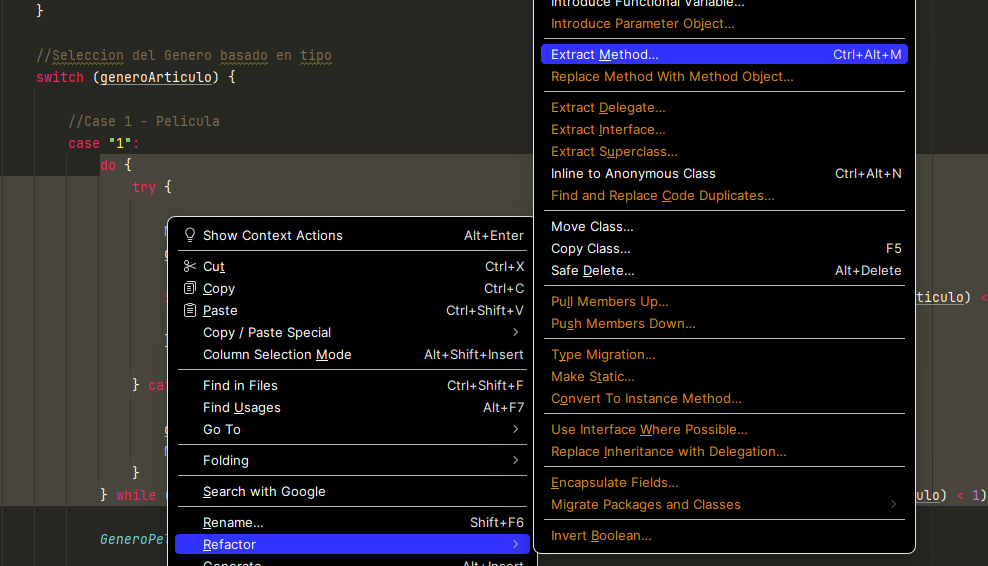 }
//Seleccion del Genero basado en tipo
switch (generoArticulo) {
//Case 1 - Pelicula
case "1":
do {
try {
} cat
}
} while (
GeneroPel
ticulo) <
ulo) < 1)
Show Context Actions Alt+Enter
Cut Ctrl+X
Copy Ctrl+C
Paste Ctrl+Shift+V
Copy / Paste Special
Column Selection Mode Alt+Shift+Insert
Find in Files Ctrl+Shift+F
Find Usages Alt+F7
Go To
Folding
Search with Google
Rename... Shift+F6
Refactor
Generate... Alt+Insert
Introduce Functional Variable...
Introduce Parameter Object...
Extract Method... Ctrl+Alt+M
Replace Method With Method Object...
Extract Delegate...
Extract Interface...
Extract Superclass...
Inline to Anonymous Class Ctrl+Alt+N
Find and Replace Code Duplicates...
Move Class...
Copy Class... F5
Safe Delete... Alt+Delete
Pull Members Up...
Push Members Down...
Type Migration...
Make Static...
Convert To Instance Method...
Use Interface Where Possible...
Replace Inheritance with Delegation...
Encapsulate Fields...
Migrate Packages and Classes
Invert Boolean...